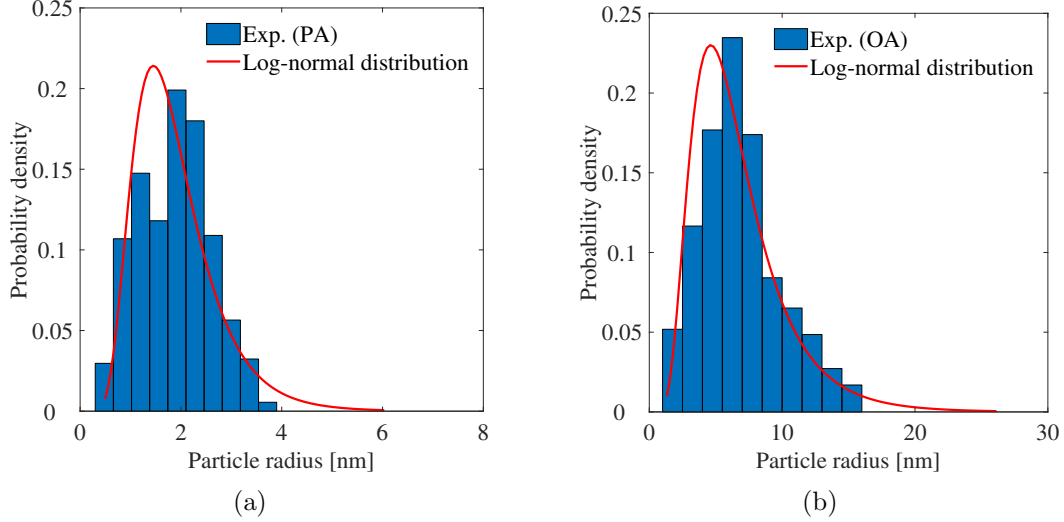 Exp. (PA)
Log-normal distribution
0.25
0.2
0.15
0.1
0.05
0
Probability density
0 2 4 6 8
Particle radius [nm]
(a)
Exp. (OA)
Log-normal distribution
0.25
0.2
0.15
0.1
0.05
0
Probability density
0 10 20 30
Particle radius [nm]
(b)